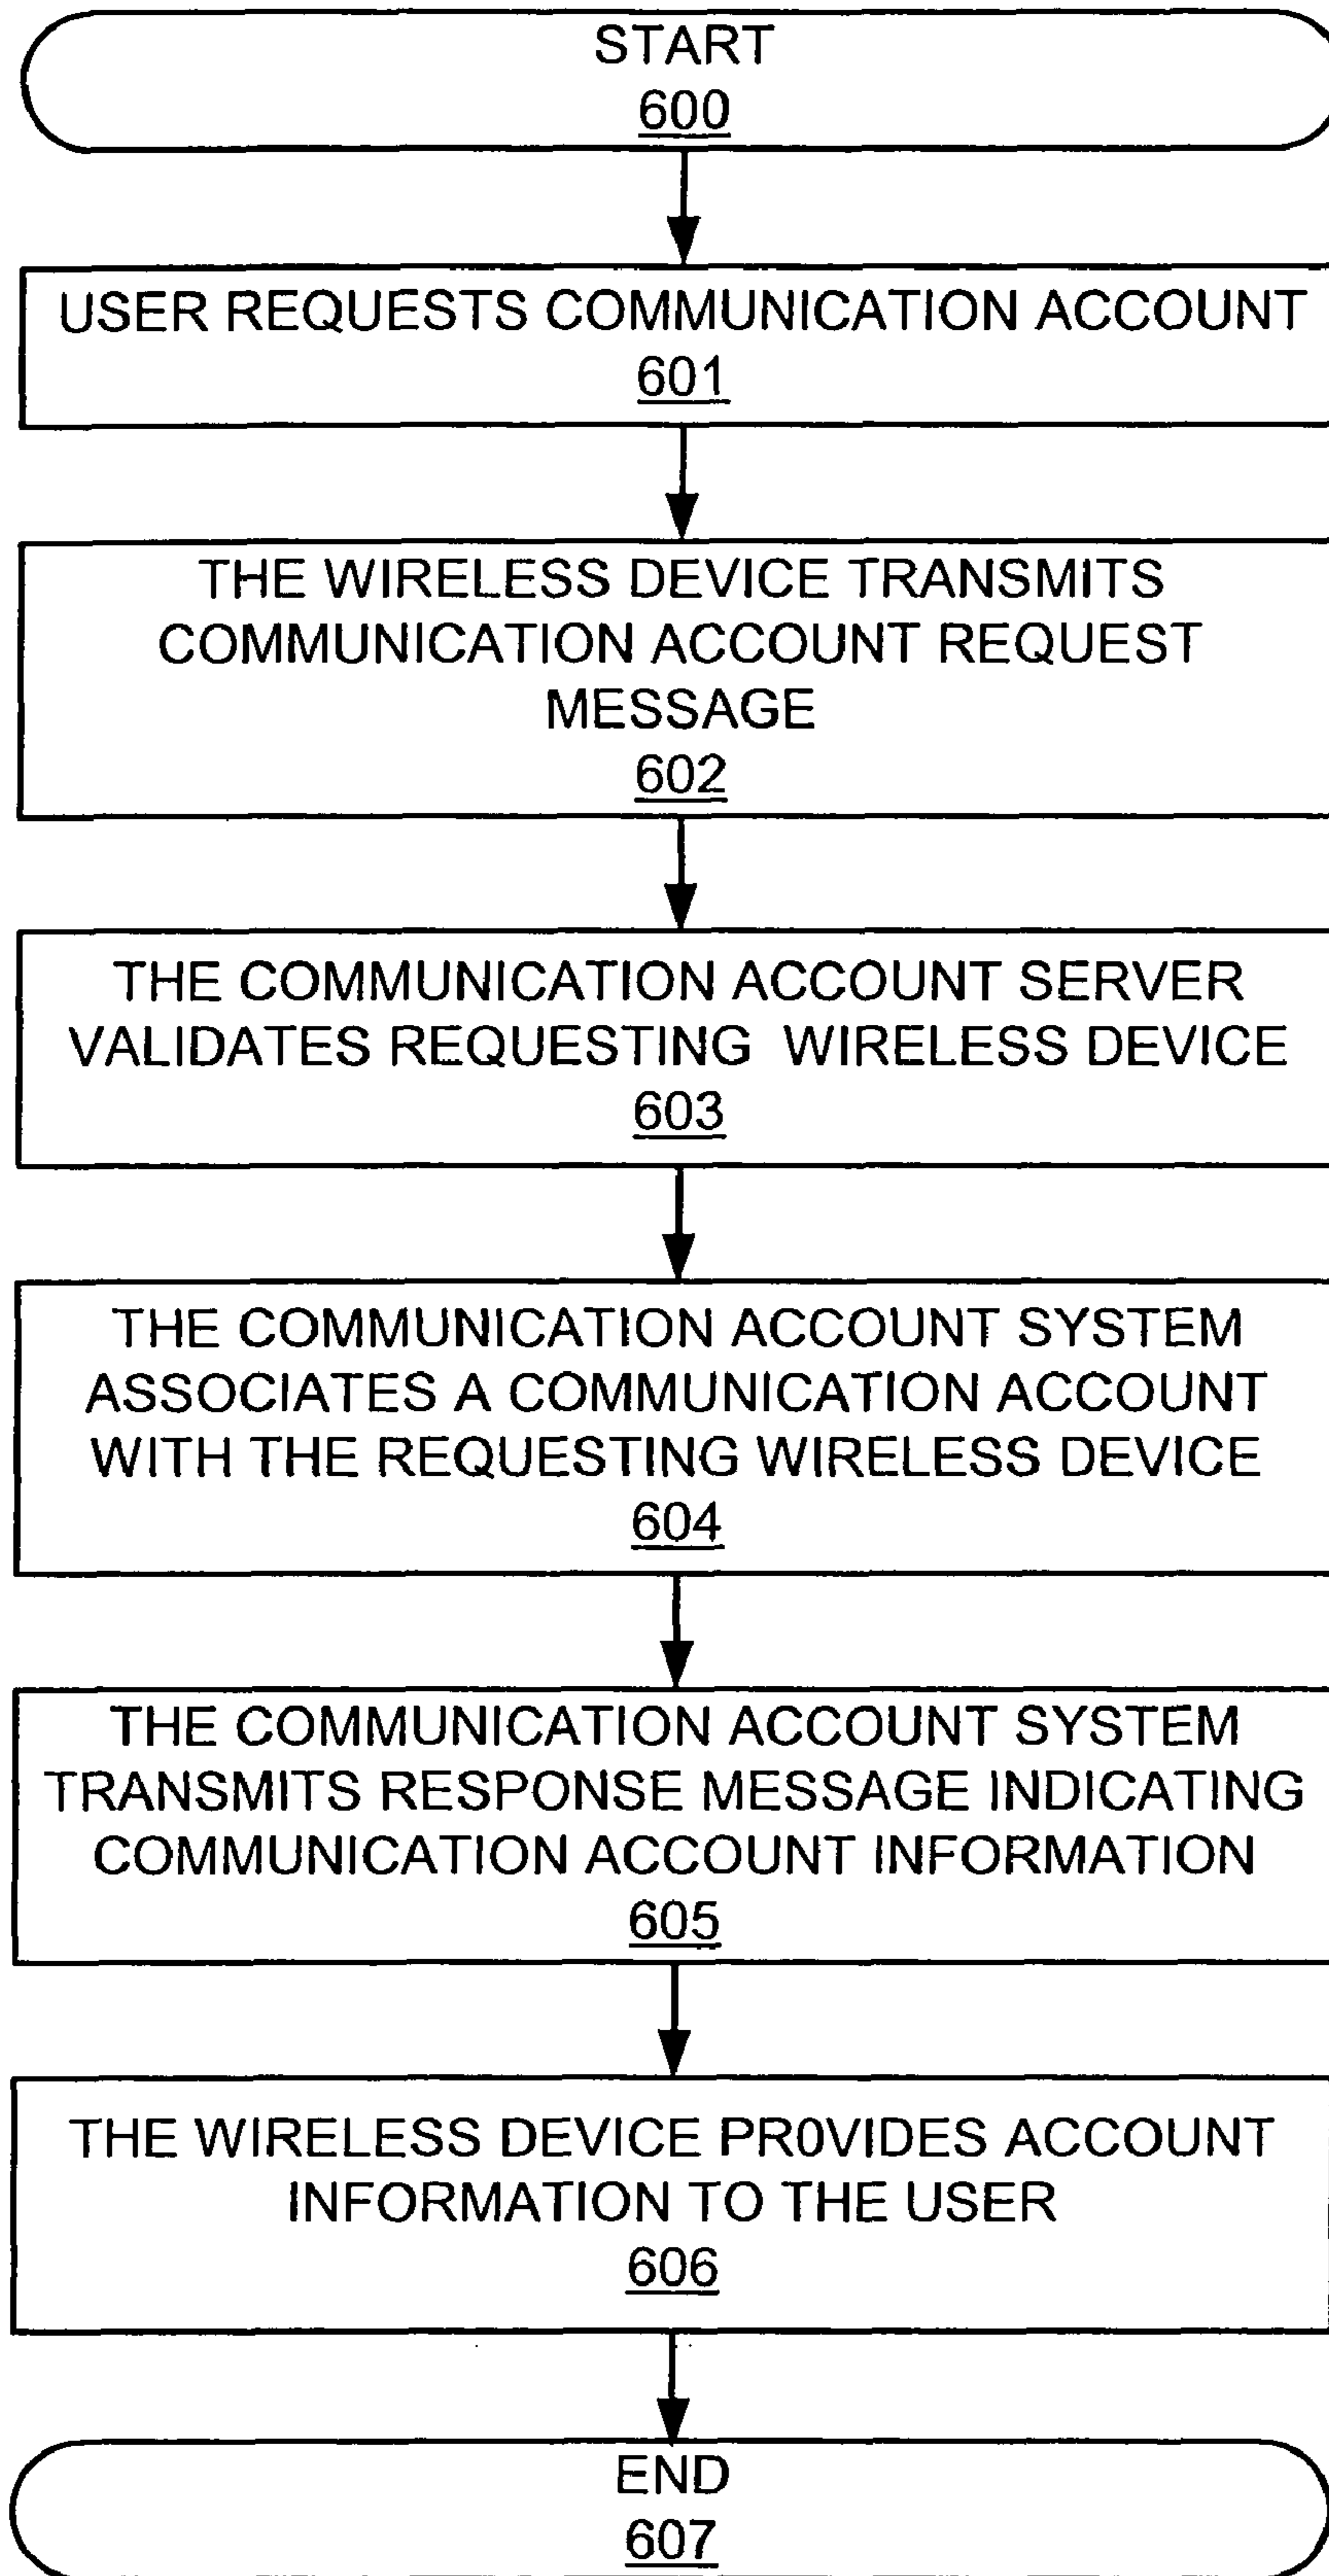 START
600
USER REQUESTS COMMUNICATION ACCOUNT
601
THE WIRELESS DEVICE TRANSMITS
COMMUNICATION ACCOUNT REQUEST
MESSAGE
602
THE COMMUNICATION ACCOUNT SERVER
VALIDATES REQUESTING WIRELESS DEVICE
603
THE COMMUNICATION ACCOUNT SYSTEM
ASSOCIATES A COMMUNICATION ACCOUNT
WITH THE REQUESTING WIRELESS DEVICE
604
THE COMMUNICATION ACCOUNT SYSTEM
TRANSMITS RESPONSE MESSAGE INDICATING
COMMUNICATION ACCOUNT INFORMATION
605
THE WIRELESS DEVICE PROVIDES ACCOUNT
INFORMATION TO THE USER
606
END
607